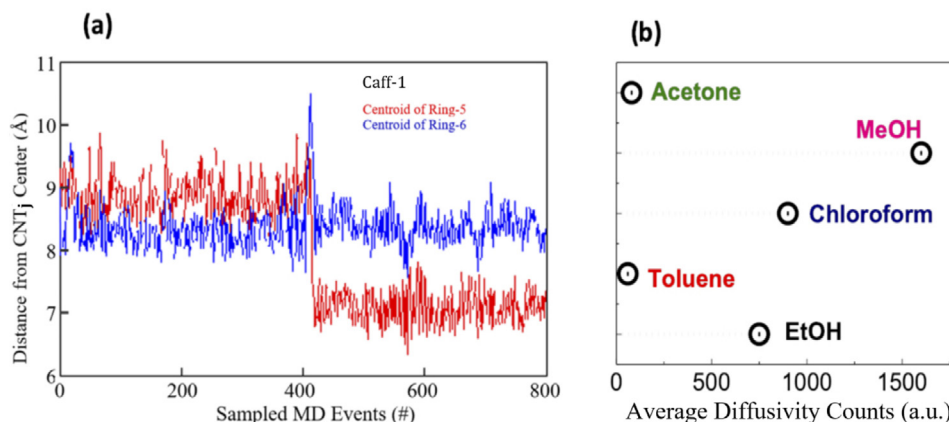 (a)
11
10
9
8
7
6
Distance from CNTj Center (Å)
Caff-1
Centroid of Ring-5
Centroid of Ring-6
0
200
400
600
800
Sampled MD Events (#)
(b)
Acetone
MeOH
Chloroform
Toluene
EtOH
0
500
1000
1500
Average Diffusivity Counts (a.u.)